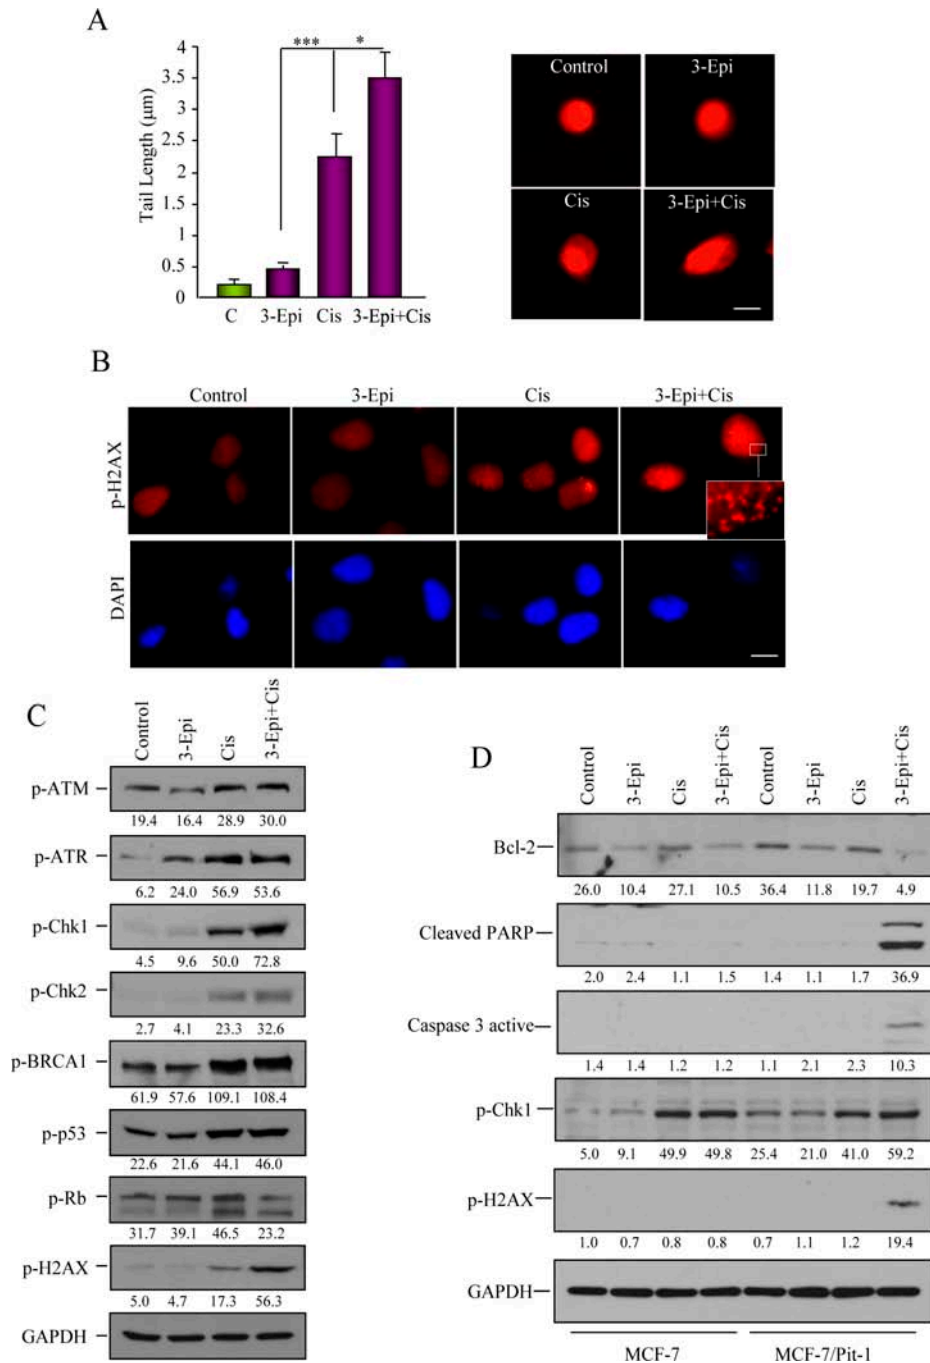 A
*** *
4
3.5
3
2.5
2
1.5
1
0.5
0
Tail Length (μm)
C 3-Epi Cis 3-Epi+Cis
Control 3-Epi
Cis 3-Epi+Cis
B
Control 3-Epi Cis 3-Epi+Cis
p-H2AX
DAPI
C
Control 3-Epi Cis 3-Epi+Cis
p-ATM
19.4 16.4 28.9 30.0
p-ATR
6.2 24.0 56.9 53.6
p-Chk1
4.5 9.6 50.0 72.8
p-Chk2
2.7 4.1 23.3 32.6
p-BRCA1
61.9 57.6 109.1 108.4
p-p53
22.6 21.6 44.1 46.0
p-Rb
31.7 39.1 46.5 23.2
p-H2AX
5.0 4.7 17.3 56.3
GAPDH
D
Control 3-Epi Cis 3-Epi+Cis Control 3-Epi Cis 3-Epi+Cis
Bcl-2
26.0 10.4 27.1 10.5 36.4 11.8 19.7 4.9
Cleaved PARP
2.0 2.4 1.1 1.5 1.4 1.1 1.7 36.9
Caspase 3 active
1.4 1.4 1.2 1.2 1.1 2.1 2.3 10.3
p-Chk1
5.0 9.1 49.9 49.8 25.4 21.0 41.0 59.2
p-H2AX
1.0 0.7 0.8 0.8 0.7 1.1 1.2 19.4
GAPDH
MCF-7 MCF-7/Pit-1